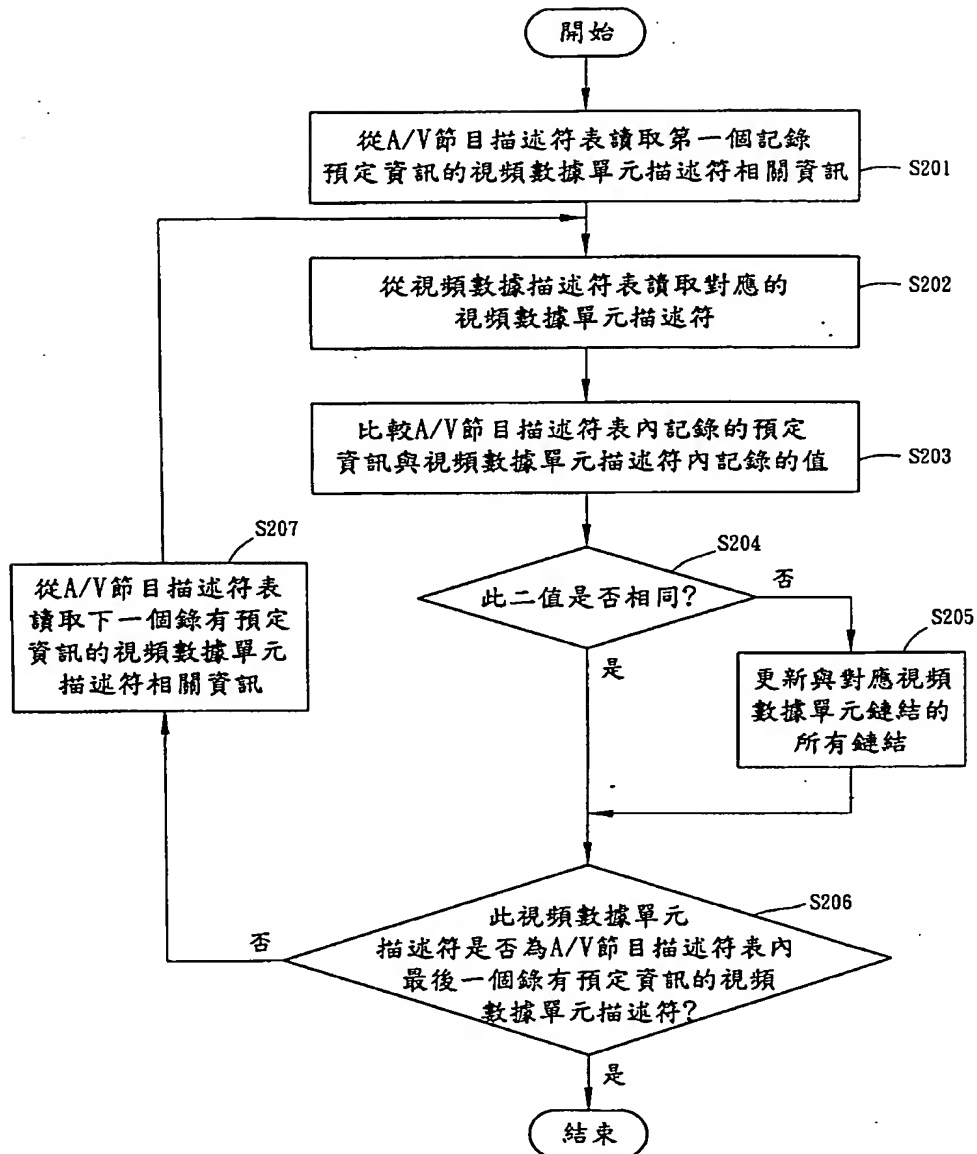 開始
從A/V節目描述符表讀取第一個記錄
預定資訊的視頻數據單元描述符相關資訊
S201
從視頻數據描述符表讀取對應的
視頻數據單元描述符
S202
比較A/V節目描述符表內記錄的預定
資訊與視頻數據單元描述符內記錄的值
S203
S204
此二值是否相同?
否
是
S205
更新與對應視頻
數據單元鏈結的
所有鏈結
S207
從A/V節目描述符表
讀取下一個錄有預定
資訊的視頻數據單元
描述符相關資訊
S206
此視頻數據單元
描述符是否為A/V節目描述符表內
最後一個錄有預定資訊的視頻
數據單元描述符?
否
是
結束